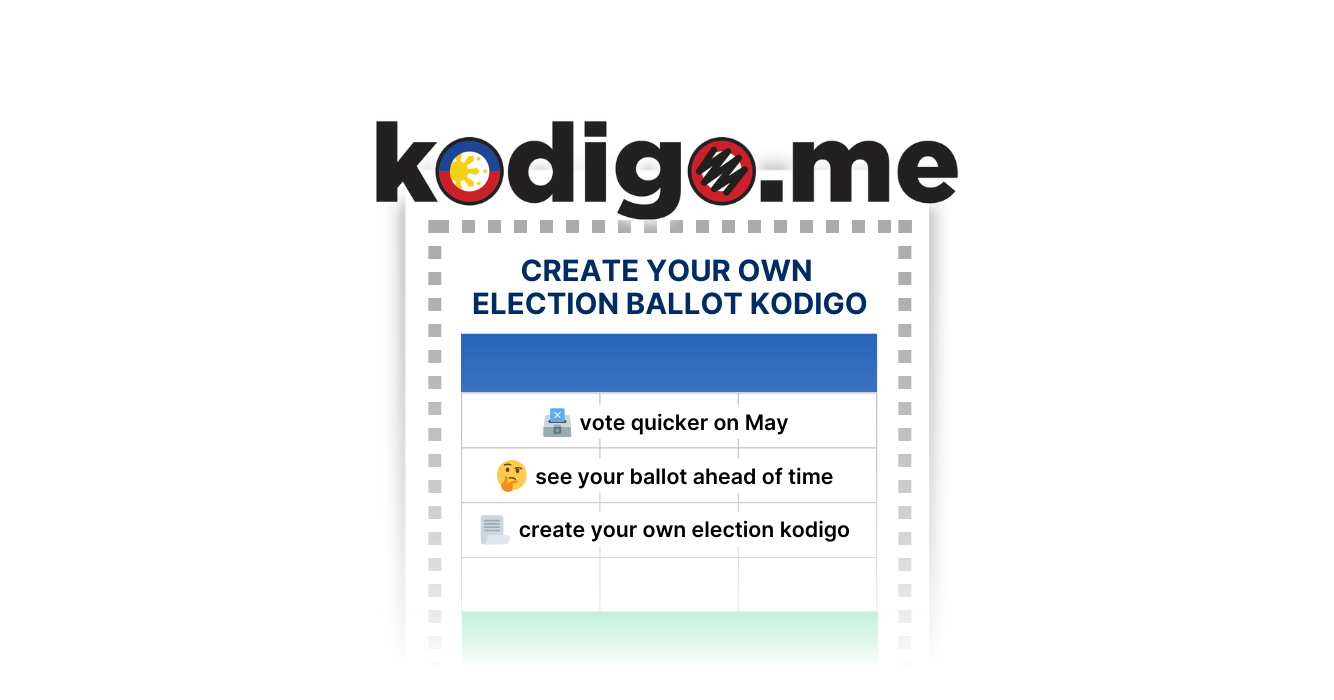 kodigo.me
CREATE YOUR OWN
ELECTION BALLOT KODIGO
vote quicker on May
see your ballot ahead of time
create your own election kodigo